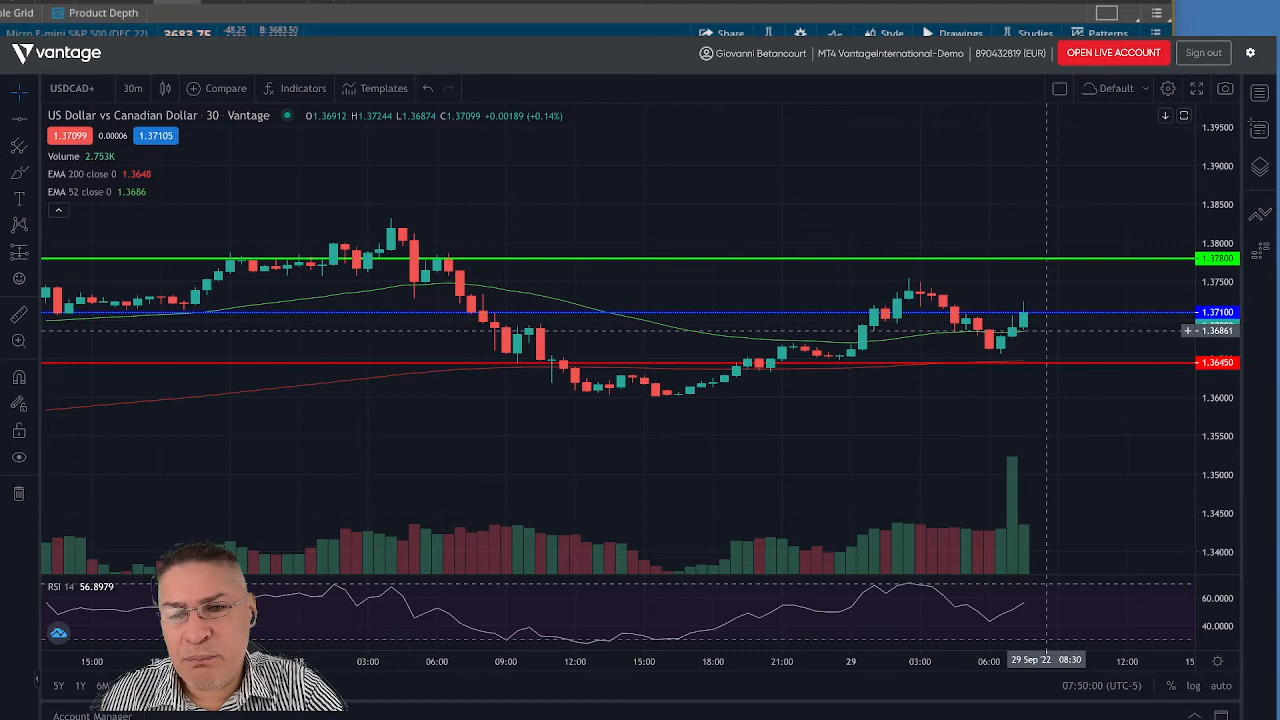 ple Grid Product Depth
Micro E-mini S&P 500 (DEC 22) 3683.75 -48.25 B: 3683.50 Share Style Drawings Studies Patterns
vantage Giovanni Betancourt MT4 VantageInternational-Demo 890432819 (EUR) OPEN LIVE ACCOUNT Sign out
USDCAD+ 30m Compare Indicators Templates Default
US Dollar vs Canadian Dollar · 30 · Vantage O1.36912 H1.37244 L1.36874 C1.37099 +0.00189 (+0.14%)
1.37099 0.00006 1.37105
Volume 2.753K
EMA 200 close 0 1.3648
EMA 52 close 0 1.3686
1.39500
1.39000
1.38500
1.38000
1.37800
1.37500
1.37100
1.36861
1.36450
1.36000
1.35500
1.35000
1.34500
1.34000
RSI 14 56.8979
60.0000
40.0000
15:00 03:00 06:00 09:00 12:00 15:00 18:00 21:00 29 03:00 06:00 29 Sep '22 08:30 12:00 15
5Y 1Y 6M 07:50:00 (UTC-5) % log auto
Account Manager